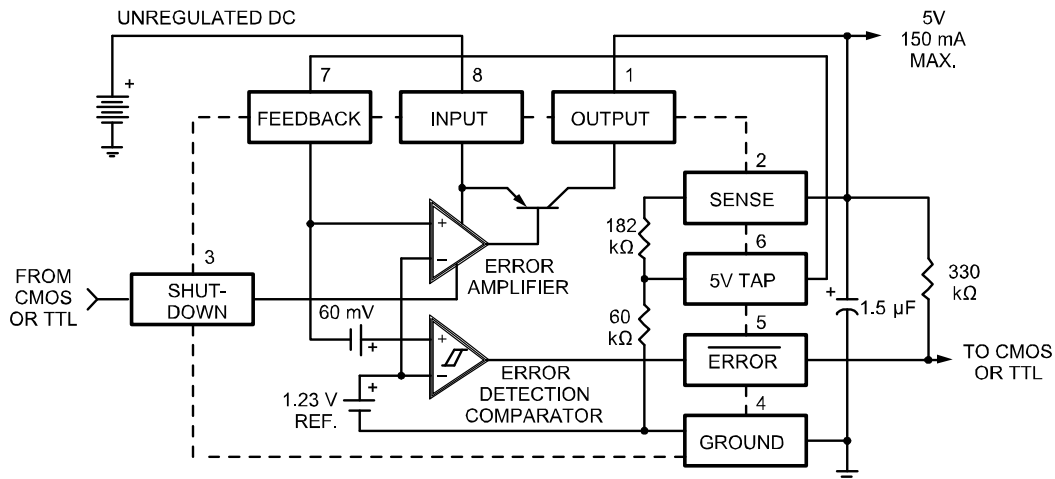 UNREGULATED DC
5V
150 mA
MAX.
7
8
1
+
FEEDBACK
INPUT
OUTPUT
2
SENSE
182
kΩ
6
5V TAP
+
−
ERROR
AMPLIFIER
3
FROM
CMOS
OR TTL
SHUT-
DOWN
60 mV
+
60
kΩ
+
1.5 µF
330
kΩ
5
ERROR
TO CMOS
OR TTL
+
−
ERROR
DETECTION
COMPARATOR
+
1.23 V
REF.
4
GROUND